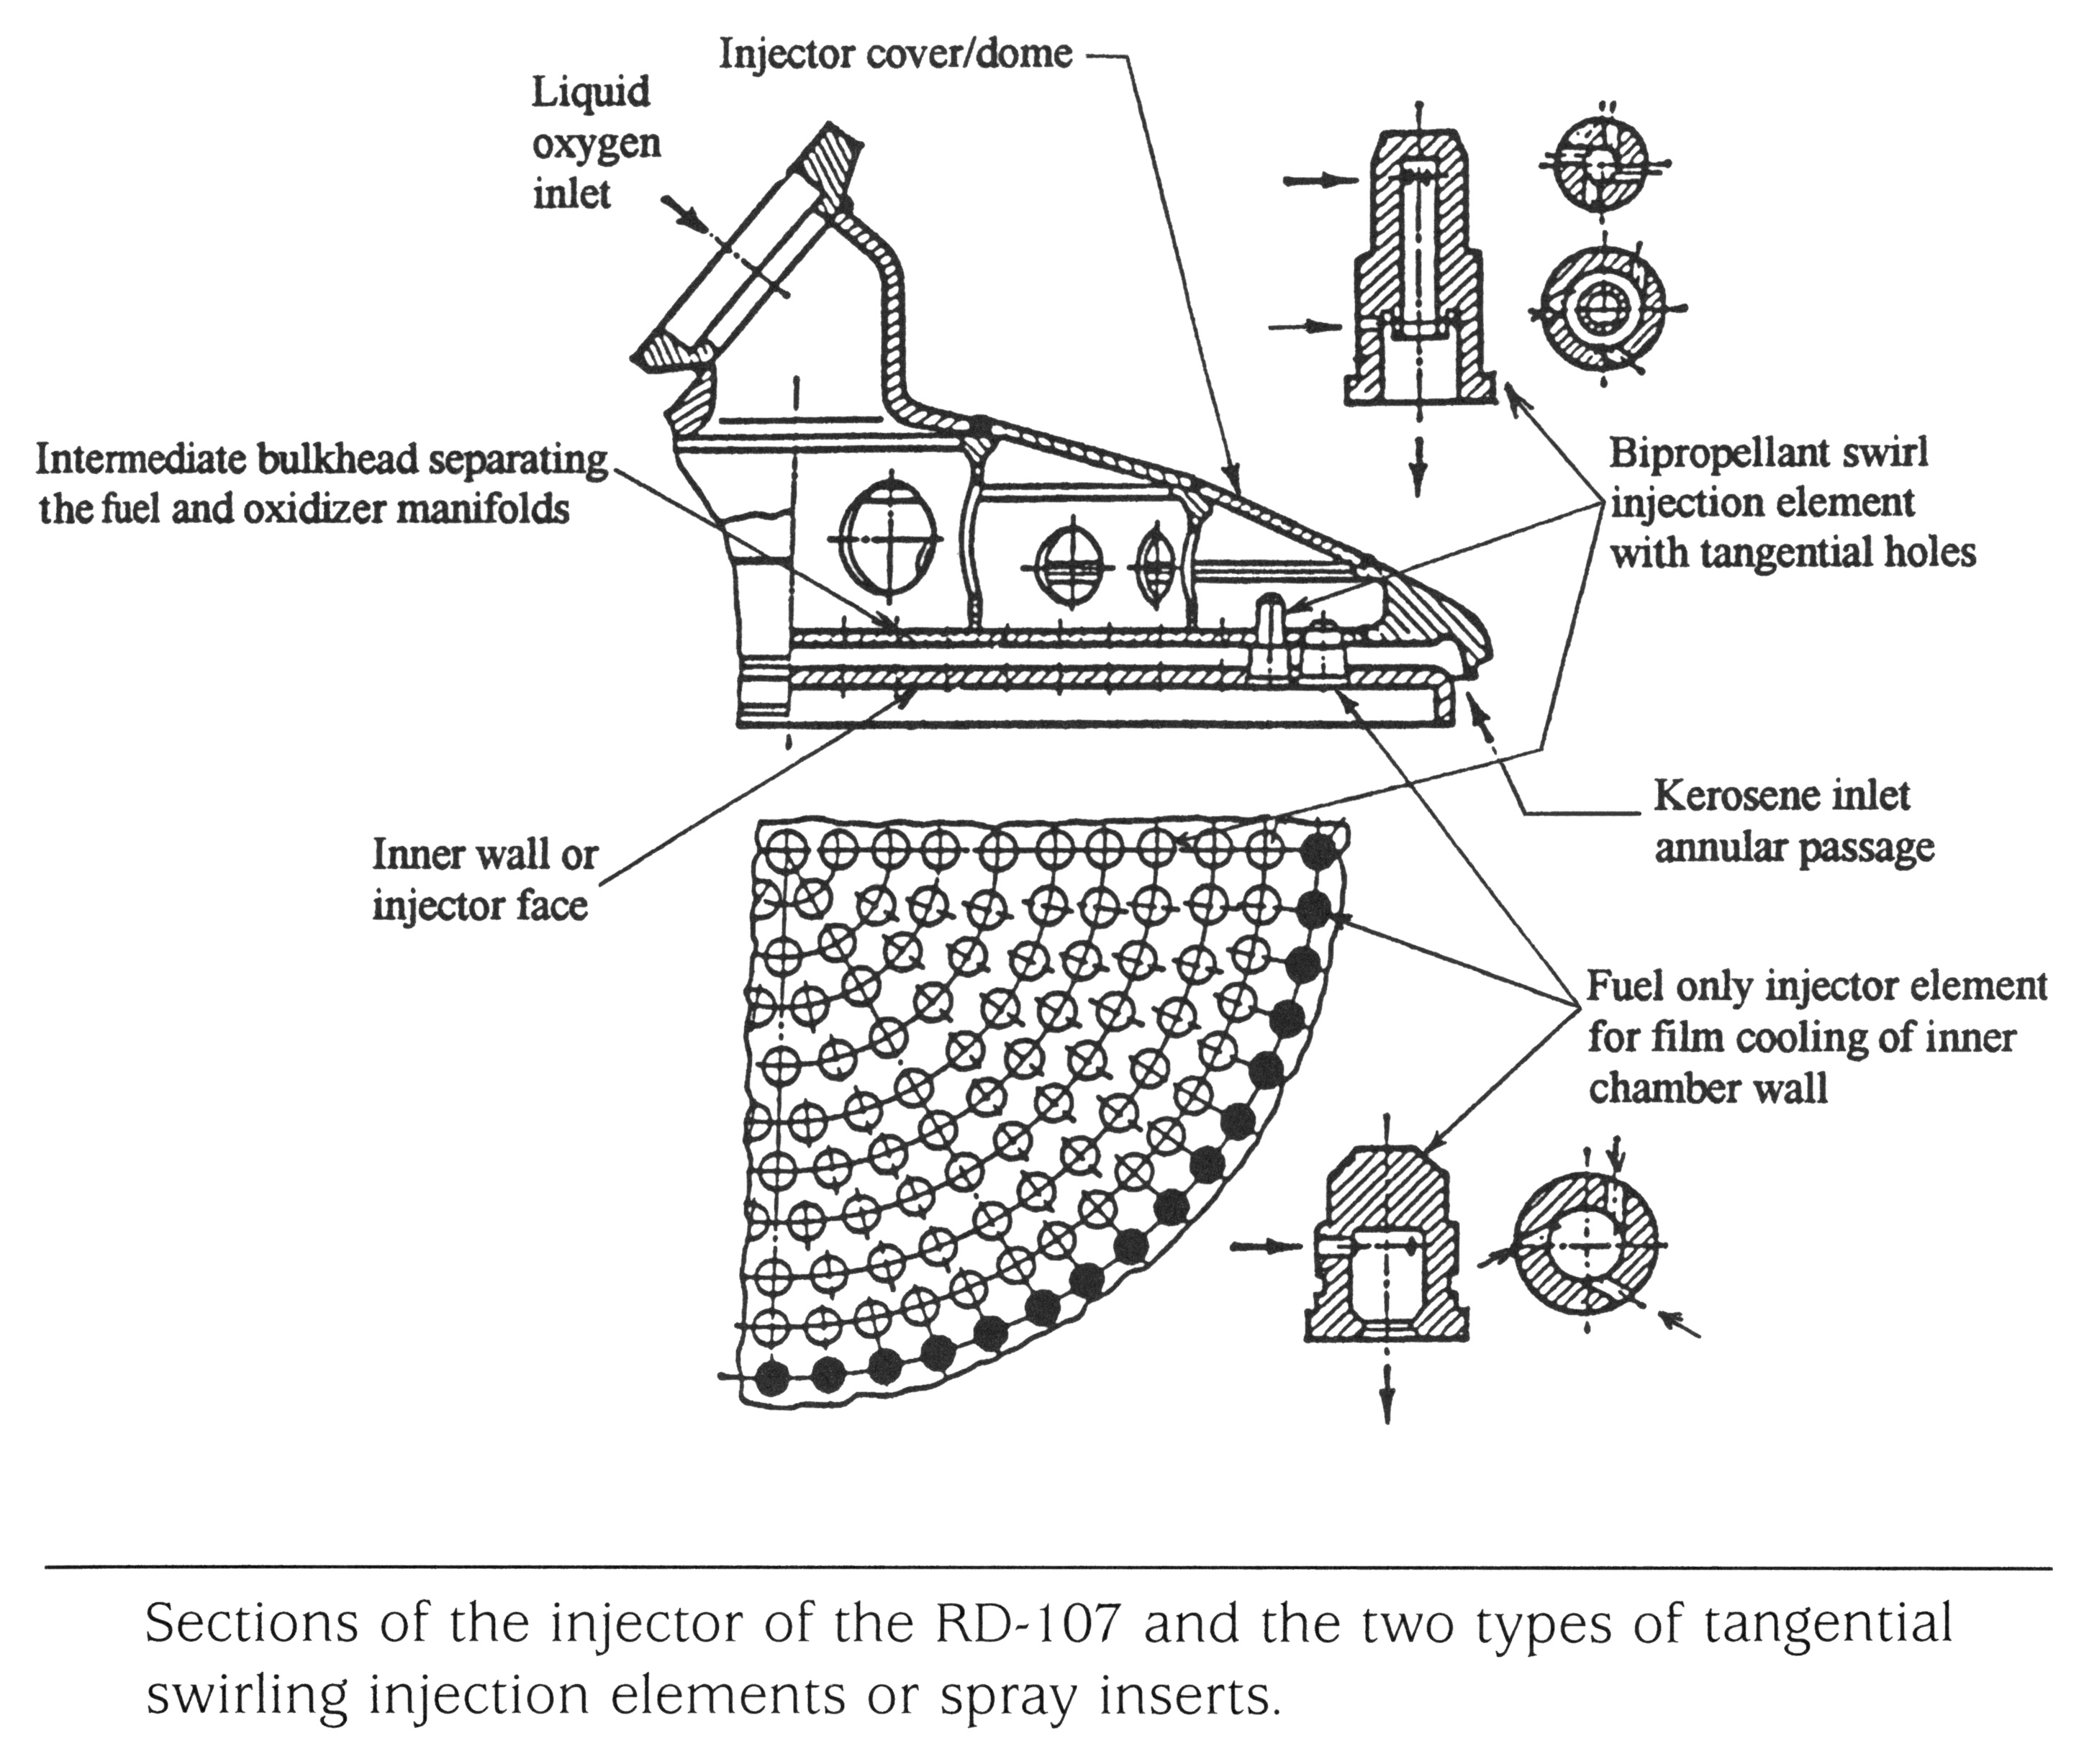 Injector cover/dome
Liquid
oxygen
inlet
Intermediate bulkhead separating
the fuel and oxidizer manifolds
Bipropellant swirl
injection element
with tangential holes
Kerosene inlet
annular passage
Inner wall or
injector face
Fuel only injector element
for film cooling of inner
chamber wall
Sections of the injector of the RD-107 and the two types of tangential
swirling injection elements or spray inserts.